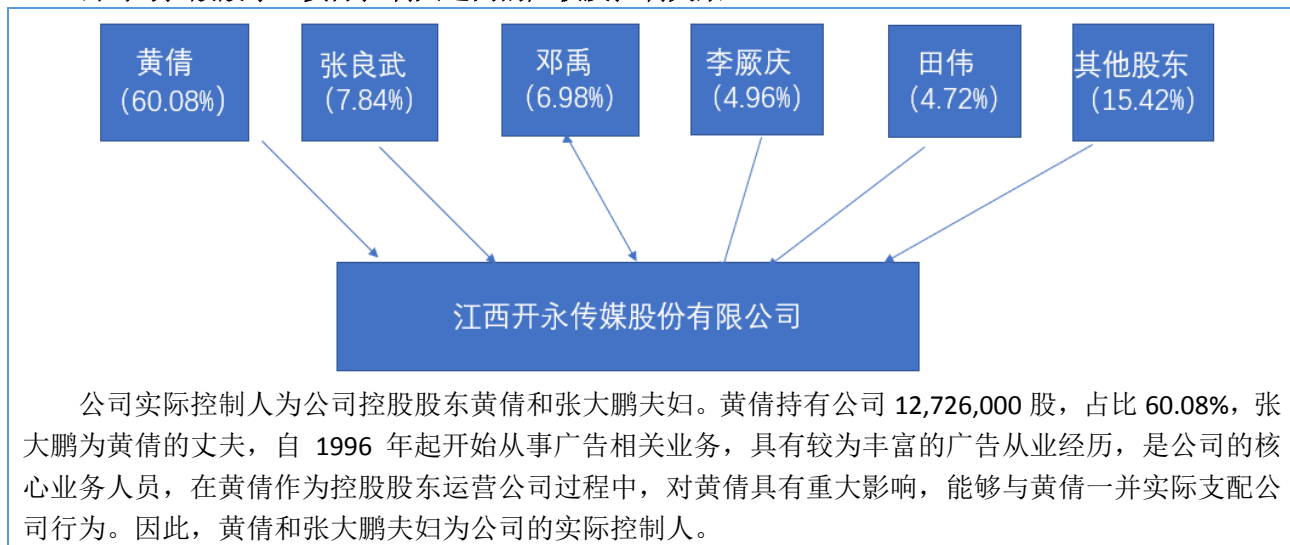 黄倩
（60.08%）
张良武
（7.84%）
邓禹
（6.98%）
李厥庆
（4.96%）
田伟
（4.72%）
其他股东
（15.42%）
江西开永传媒股份有限公司
公司实际控制人为公司控股股东黄倩和张大鹏夫妇。黄倩持有公司 12,726,000 股，占比 60.08%，张
大鹏为黄倩的丈夫，自 1996 年起开始从事广告相关业务，具有较为丰富的广告从业经历，是公司的核
心业务人员，在黄倩作为控股股东运营公司过程中，对黄倩具有重大影响，能够与黄倩一并实际支配公
司行为。因此，黄倩和张大鹏夫妇为公司的实际控制人。